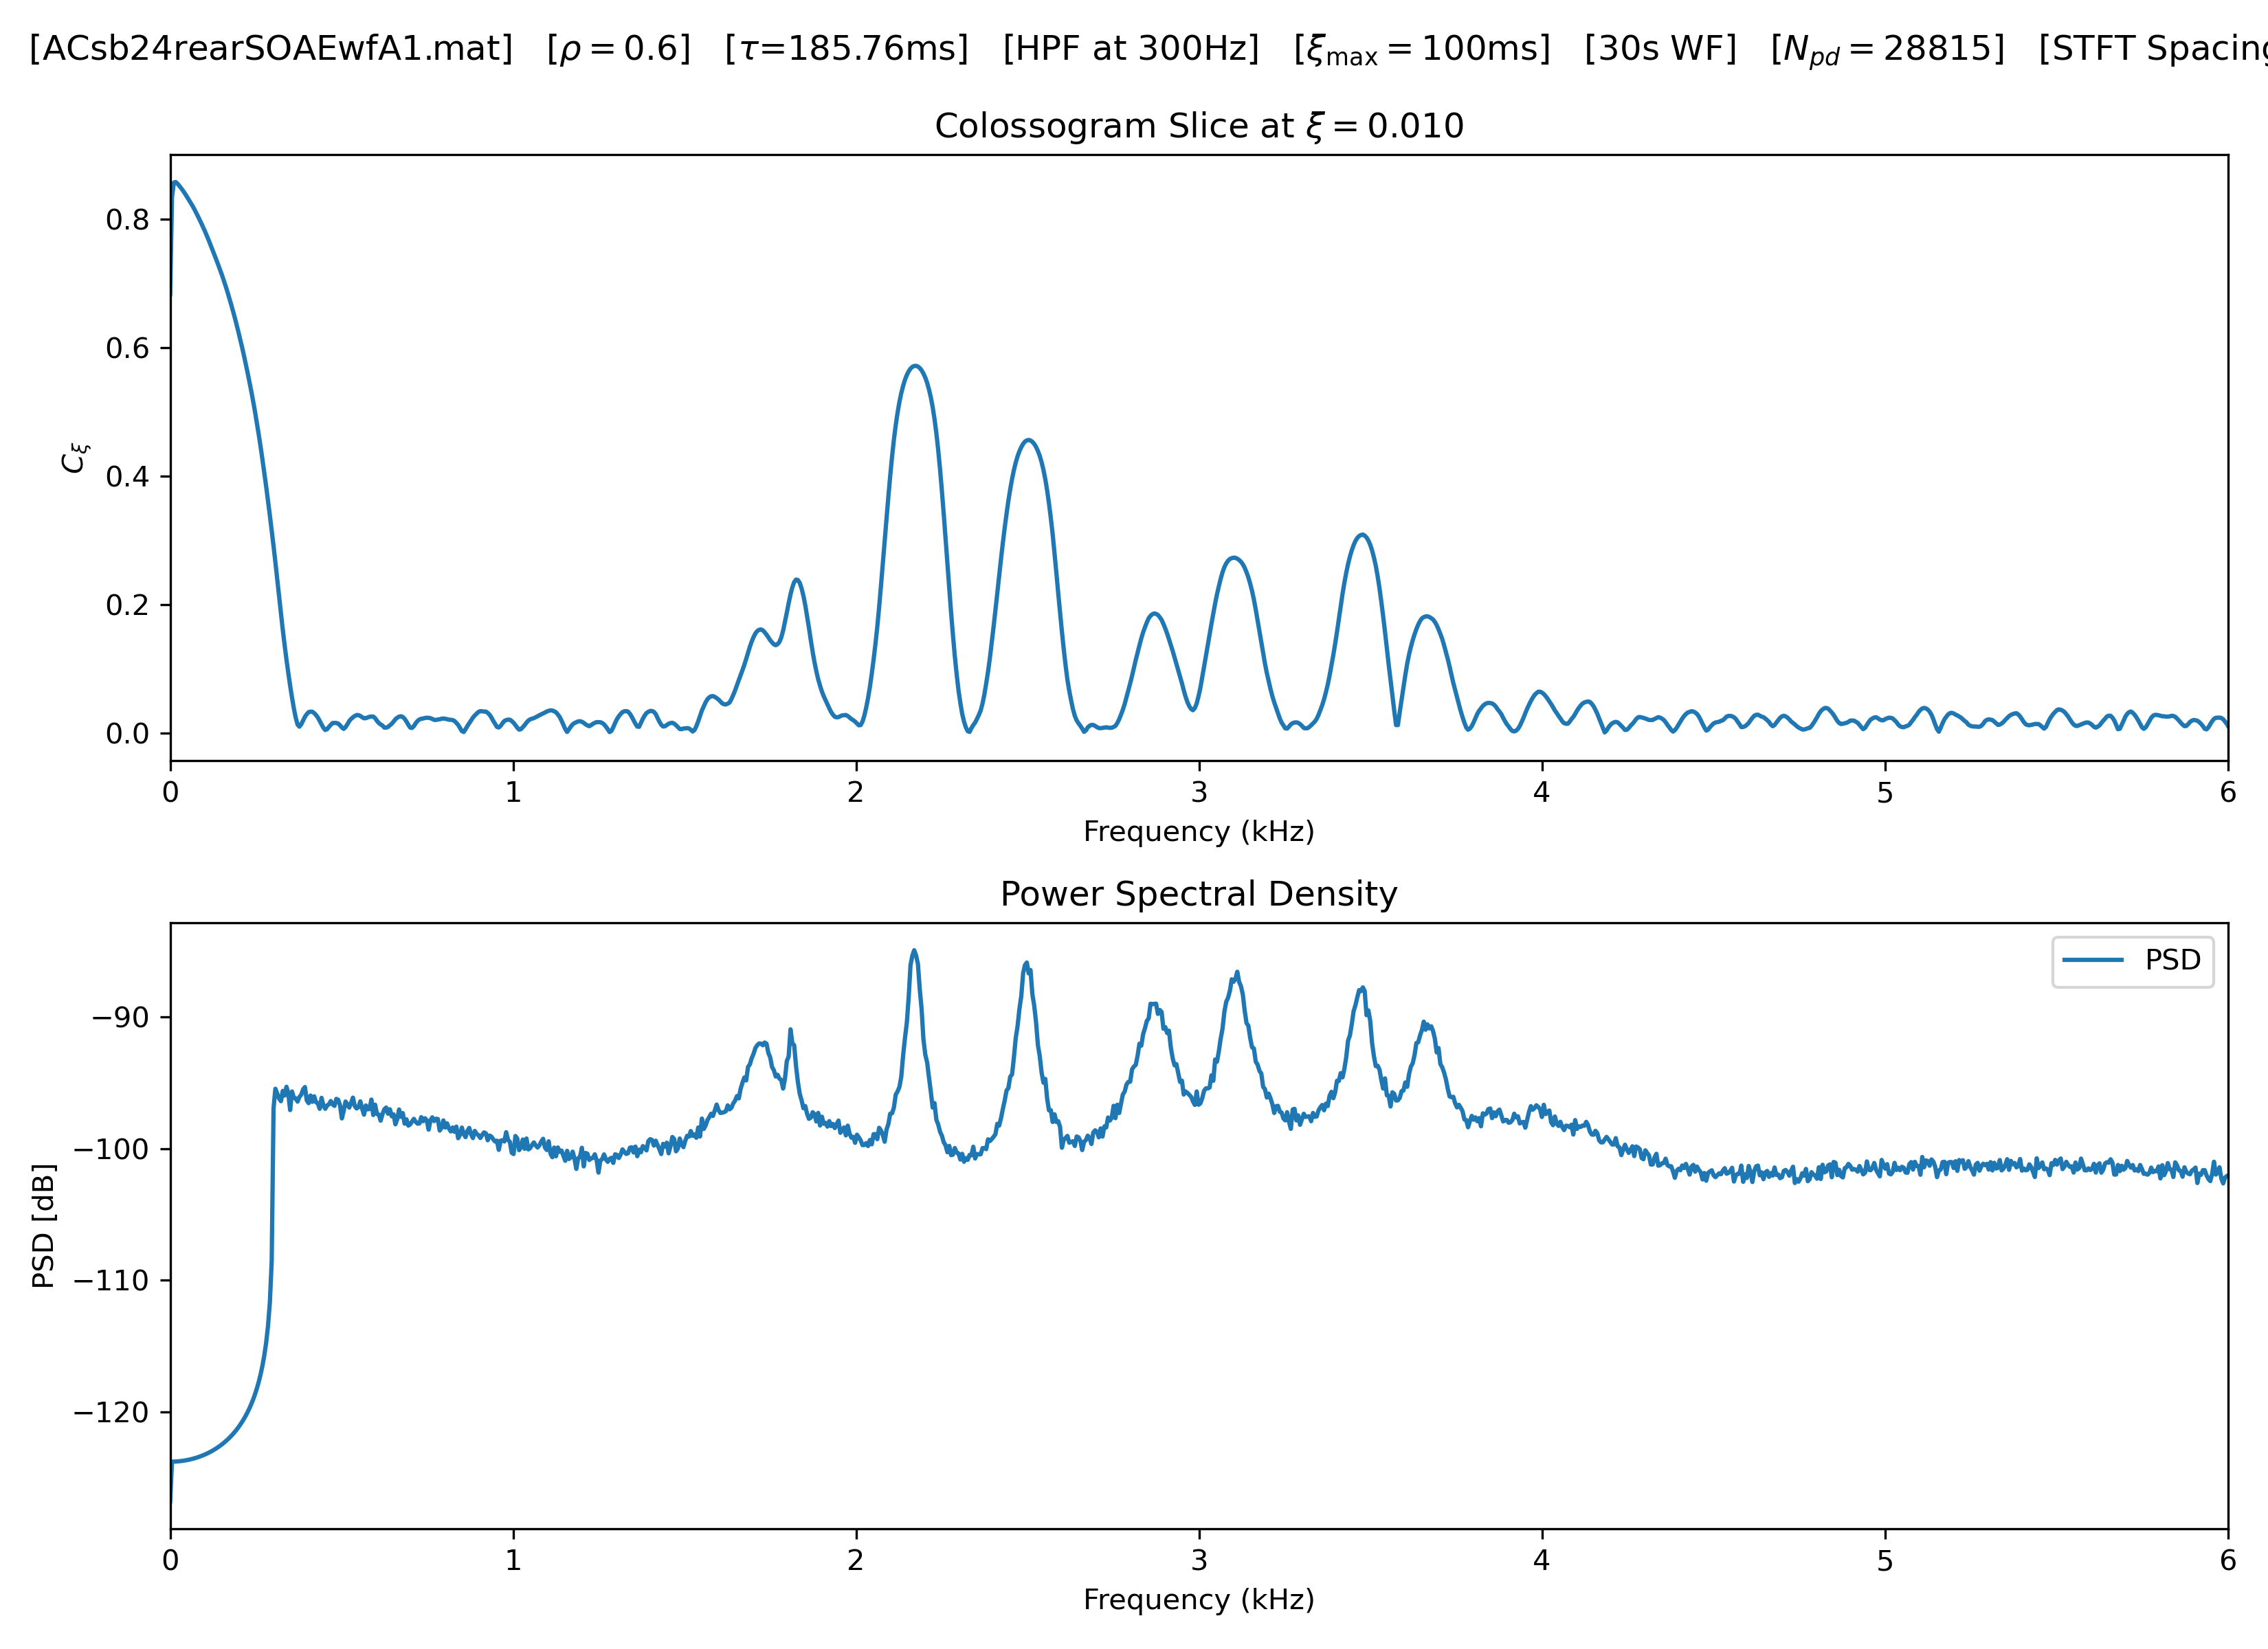 [ACsb24rearSOAEwfA1.mat] [ρ = 0.6] [τ=185.76ms] [HPF at 300Hz] [ξmax = 100ms] [30s WF] [Npd = 28815] [STFT Spacing
Colossogram Slice at ξ = 0.010
Cξ
0.8
0.6
0.4
0.2
0.0
0 1 2 3 4 5 6
Frequency (kHz)
Power Spectral Density
PSD
PSD [dB]
−90
−100
−110
−120
0 1 2 3 4 5 6
Frequency (kHz)